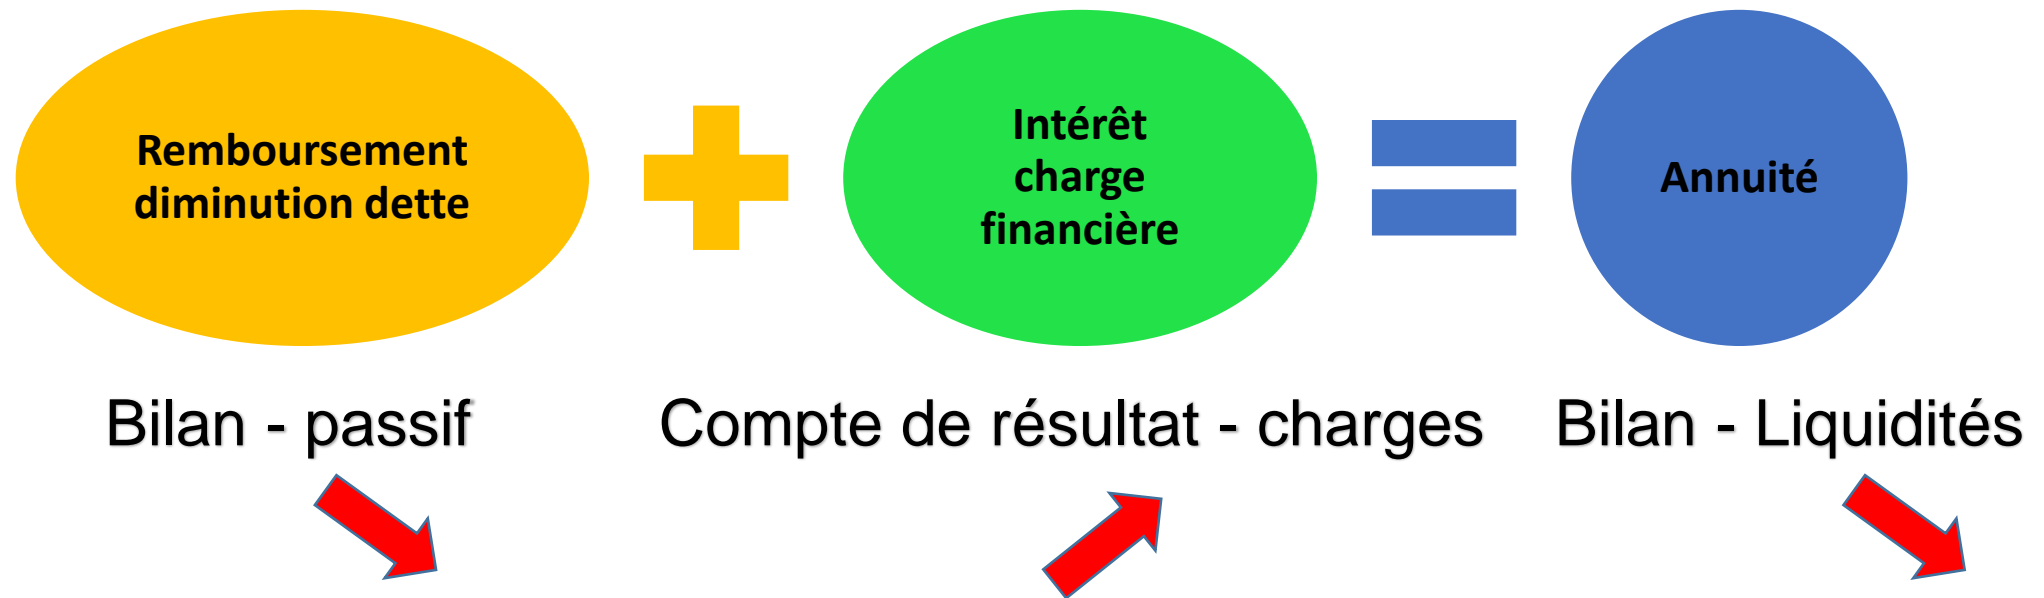 Remboursement
diminution dette
Intérêt
charge
financière
Annuité
Bilan - passif
Compte de résultat - charges
Bilan - Liquidités